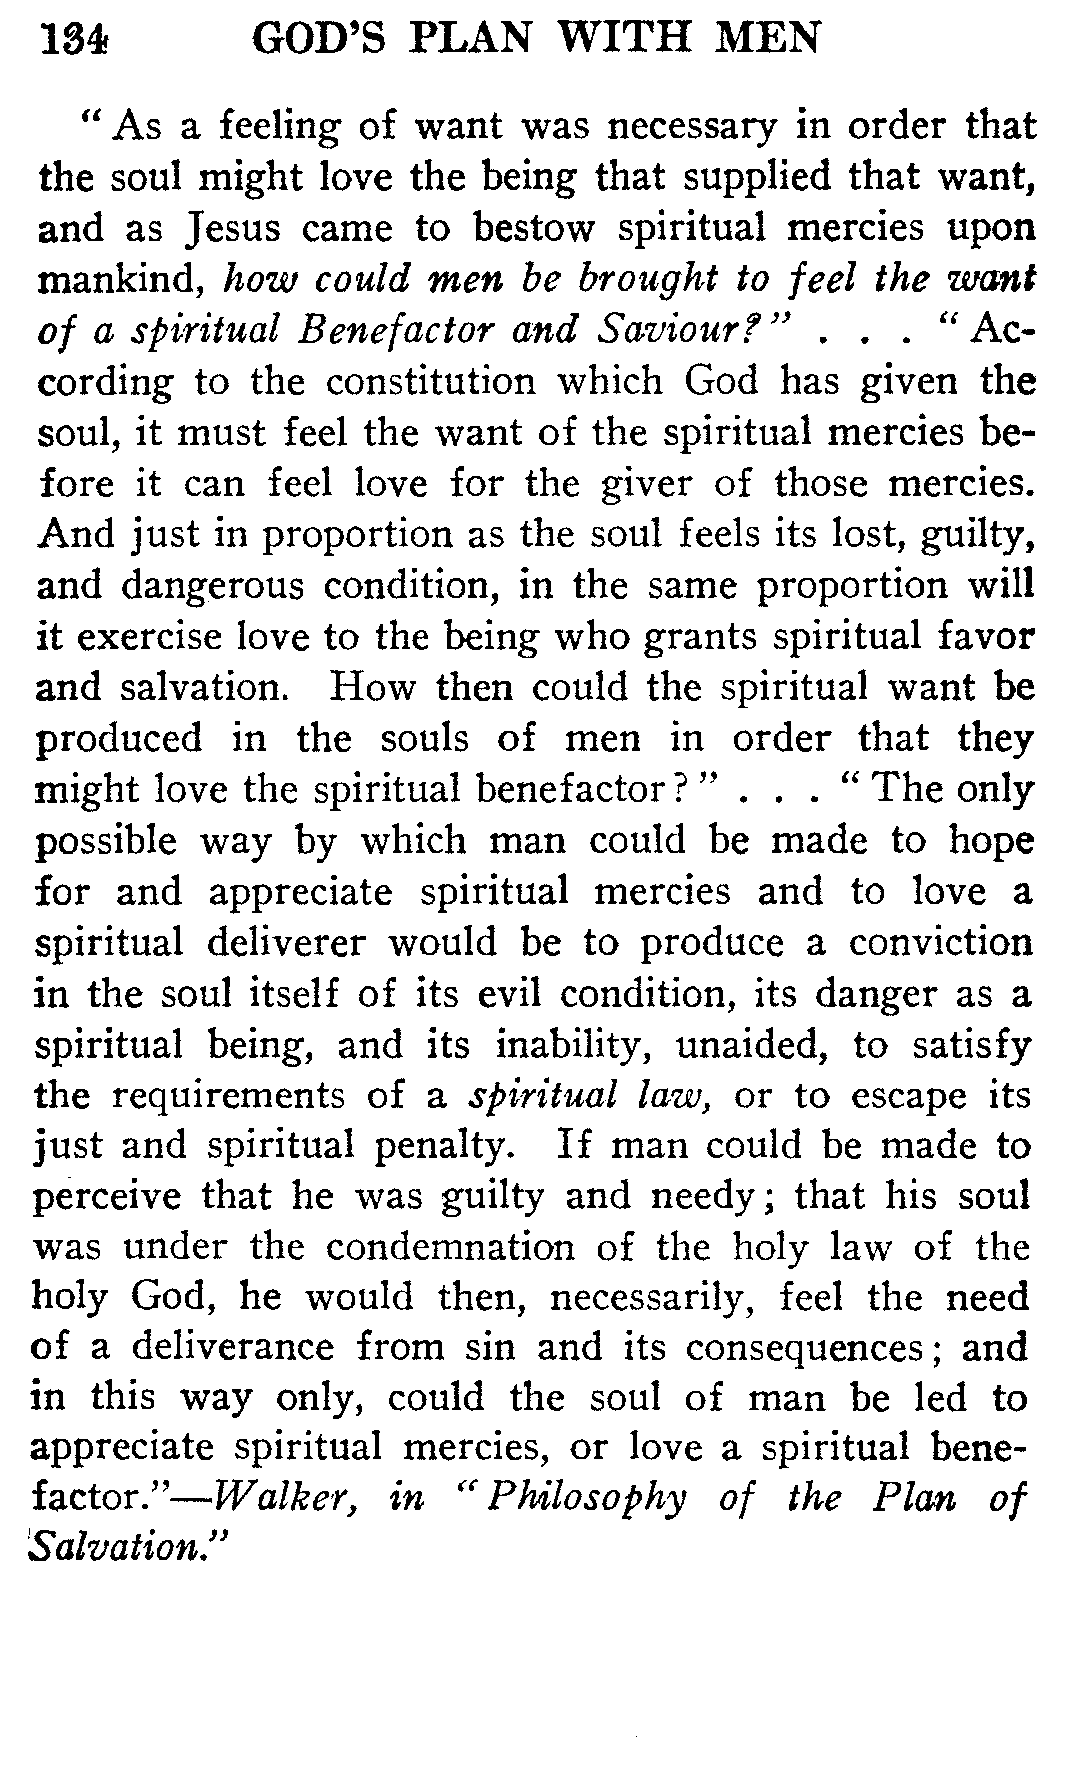 134 GOD'S PLAN WITH MEN
" As a feeling of want was necessary in order that
the soul might love the being that supplied that want,
and as Jesus came to bestow spiritual mercies upon
mankind, how could men be brought to feel the want
of a spiritual Benefactor and Saviour?" . . . " Ac-
cording to the constitution which God has given the
soul, it must feel the want of the spiritual mercies be-
fore it can feel love for the giver of those mercies.
And just in proportion as the soul feels its lost, guilty,
and dangerous condition, in the same proportion will
it exercise love to the being who grants spiritual favor
and salvation. How then could the spiritual want be
produced in the souls of men in order that they
might love the spiritual benefactor? " . . . " The only
possible way by which man could be made to hope
for and appreciate spiritual mercies and to love a
spiritual deliverer would be to produce a conviction
in the soul itself of its evil condition, its danger as a
spiritual being, and its inability, unaided, to satisfy
the requirements of a spiritual law, or to escape its
just and spiritual penalty. If man could be made to
perceive that he was guilty and needy; that his soul
was under the condemnation of the holy law of the
holy God, he would then, necessarily, feel the need
of a deliverance from sin and its consequences; and
in this way only, could the soul of man be led to
appreciate spiritual mercies, or love a spiritual bene-
factor."—Walker, in " Philosophy of the Plan of
Salvation."